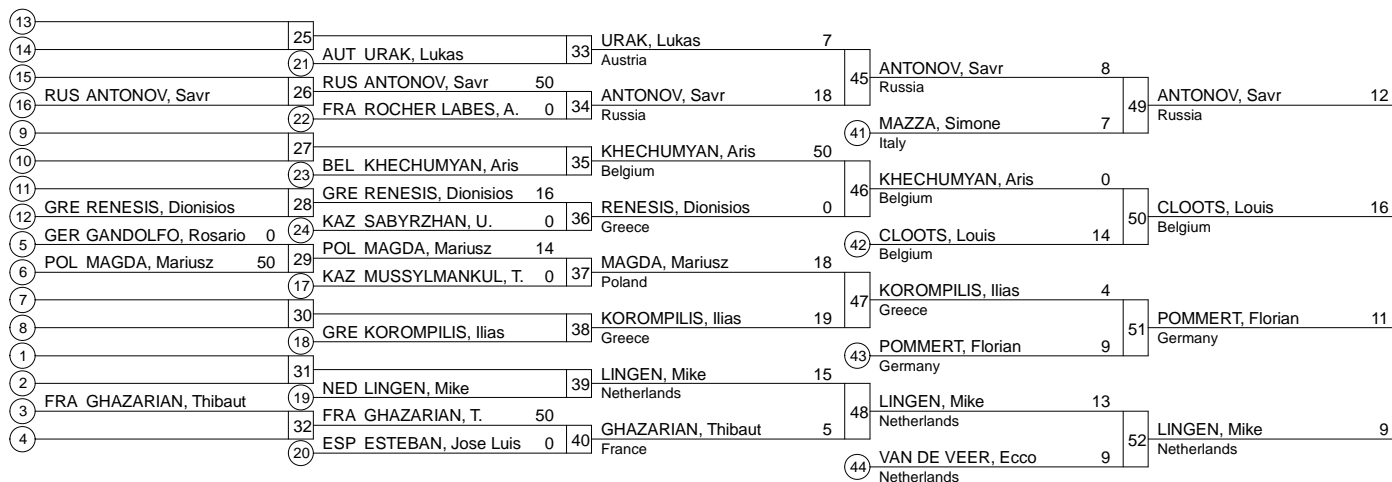 13
25
URAK, Lukas 7
14 21 AUT URAK, Lukas 33 Austria
15 45 ANTONOV, Savr 8
RUS ANTONOV, Savr 50 Russia
16 RUS ANTONOV, Savr 26 ANTONOV, Savr 18 49 ANTONOV, Savr 12
22 FRA ROCHER LABES, A. 0 34 Russia Russia
9 41 MAZZA, Simone 7
Italy
27 KHECHUMYAN, Aris 50
10 23 BEL KHECHUMYAN, Aris 35 Belgium
11 46 KHECHUMYAN, Aris 0
GRE RENESIS, Dionisios 16 Belgium
12 GRE RENESIS, Dionisios 28 RENESIS, Dionisios 0 50 CLOOTS, Louis 16
24 KAZ SABYRZHAN, U. 0 36 Greece Belgium
5 GER GANDOLFO, Rosario 0 42 CLOOTS, Louis 14
POL MAGDA, Mariusz 14 Belgium
6 POL MAGDA, Mariusz 50 29 MAGDA, Mariusz 18
17 KAZ MUSSYLMANKUL, T. 0 37 Poland
7 47 KOROMPILIS, Ilias 4
Greece
30 KOROMPILIS, Ilias 19 51 POMMERT, Florian 11
8 18 GRE KOROMPILIS, Ilias 38 Greece Germany
1 43 POMMERT, Florian 9
Germany
31 LINGEN, Mike 15
2 19 NED LINGEN, Mike 39 Netherlands
3 FRA GHAZARIAN, Thibaut 48 LINGEN, Mike 13
FRA GHAZARIAN, T. 50 Netherlands
4 32 GHAZARIAN, Thibaut 5 52 LINGEN, Mike 9
20 ESP ESTEBAN, Jose Luis 0 40 France Netherlands
44 VAN DE VEER, Ecco 9
Netherlands